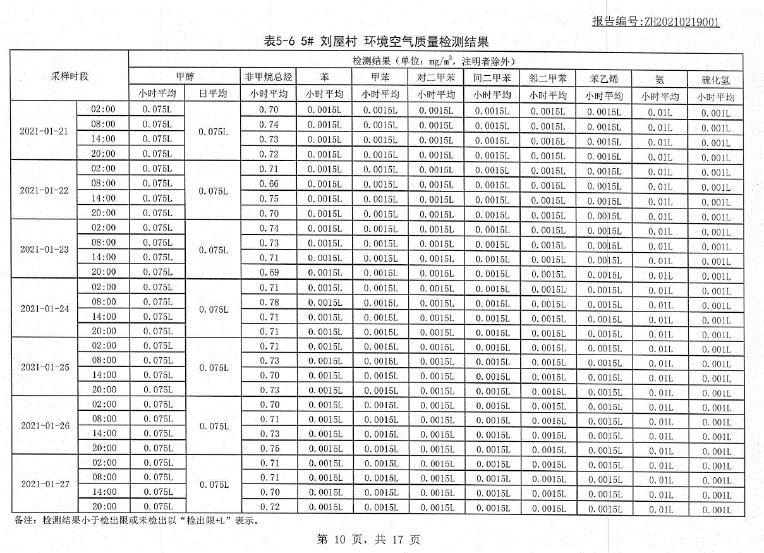 报告编号:ZH20210219001
表5-6 5# 刘屋村 环境空气质量检测结果
采样时段 检测结果(单位: mg/m³, 注明者除外)
甲醇 非甲烷总烃 苯 甲苯 对二甲苯 间二甲苯 邻二甲苯 苯乙烯 氨 硫化氢
小时平均 日平均 小时平均 小时平均 小时平均 小时平均 小时平均 小时平均 小时平均 小时平均 小时平均
2021-01-21 02:00 0.075L 0.075L 0.70 0.0015L 0.0015L 0.0015L 0.0015L 0.0015L 0.0015L 0.01L 0.001L
08:00 0.075L 0.74 0.0015L 0.0015L 0.0015L 0.0015L 0.0015L 0.0015L 0.01L 0.001L
14:00 0.075L 0.73 0.0015L 0.0015L 0.0015L 0.0015L 0.0015L 0.0015L 0.01L 0.001L
20:00 0.075L 0.72 0.0015L 0.0015L 0.0015L 0.0015L 0.0015L 0.0015L 0.01L 0.001L
2021-01-22 02:00 0.075L 0.075L 0.71 0.0015L 0.0015L 0.0015L 0.0015L 0.0015L 0.0015L 0.01L 0.001L
08:00 0.075L 0.66 0.0015L 0.0015L 0.0015L 0.0015L 0.0015L 0.0015L 0.01L 0.001L
14:00 0.075L 0.75 0.0015L 0.0015L 0.0015L 0.0015L 0.0015L 0.0015L 0.01L 0.001L
20:00 0.075L 0.70 0.0015L 0.0015L 0.0015L 0.0015L 0.0015L 0.0015L 0.01L 0.001L
2021-01-23 02:00 0.075L 0.075L 0.74 0.0015L 0.0015L 0.0015L 0.0015L 0.0015L 0.0015L 0.01L 0.001L
08:00 0.075L 0.73 0.0015L 0.0015L 0.0015L 0.0015L 0.0015L 0.0015L 0.01L 0.001L
14:00 0.075L 0.71 0.0015L 0.0015L 0.0015L 0.0015L 0.0015L 0.0015L 0.01L 0.001L
20:00 0.075L 0.69 0.0015L 0.0015L 0.0015L 0.0015L 0.0015L 0.0015L 0.01L 0.001L
2021-01-24 02:00 0.075L 0.075L 0.71 0.0015L 0.0015L 0.0015L 0.0015L 0.0015L 0.0015L 0.01L 0.001L
08:00 0.075L 0.78 0.0015L 0.0015L 0.0015L 0.0015L 0.0015L 0.0015L 0.01L 0.001L
14:00 0.075L 0.71 0.0015L 0.0015L 0.0015L 0.0015L 0.0015L 0.0015L 0.01L 0.001L
20:00 0.075L 0.71 0.0015L 0.0015L 0.0015L 0.0015L 0.0015L 0.0015L 0.01L 0.001L
2021-01-25 02:00 0.075L 0.075L 0.71 0.0015L 0.0015L 0.0015L 0.0015L 0.0015L 0.0015L 0.01L 0.001L
08:00 0.075L 0.73 0.0015L 0.0015L 0.0015L 0.0015L 0.0015L 0.0015L 0.01L 0.001L
14:00 0.075L 0.70 0.0015L 0.0015L 0.0015L 0.0015L 0.0015L 0.0015L 0.01L 0.001L
20:00 0.075L 0.73 0.0015L 0.0015L 0.0015L 0.0015L 0.0015L 0.0015L 0.01L 0.001L
2021-01-26 02:00 0.075L 0.075L 0.70 0.0015L 0.0015L 0.0015L 0.0015L 0.0015L 0.0015L 0.01L 0.001L
08:00 0.075L 0.71 0.0015L 0.0015L 0.0015L 0.0015L 0.0015L 0.0015L 0.01L 0.001L
14:00 0.075L 0.73 0.0015L 0.0015L 0.0015L 0.0015L 0.0015L 0.0015L 0.01L 0.001L
20:00 0.075L 0.75 0.0015L 0.0015L 0.0015L 0.0015L 0.0015L 0.0015L 0.01L 0.001L
2021-01-27 02:00 0.075L 0.075L 0.71 0.0015L 0.0015L 0.0015L 0.0015L 0.0015L 0.0015L 0.01L 0.001L
08:00 0.075L 0.71 0.0015L 0.0015L 0.0015L 0.0015L 0.0015L 0.0015L 0.01L 0.001L
14:00 0.075L 0.70 0.0015L 0.0015L 0.0015L 0.0015L 0.0015L 0.0015L 0.01L 0.001L
20:00 0.075L 0.72 0.0015L 0.0015L 0.0015L 0.0015L 0.0015L 0.0015L 0.01L 0.001L
备注: 检测结果小于检出限或未检出以“检出限+L”表示。
第 10 页, 共 17 页